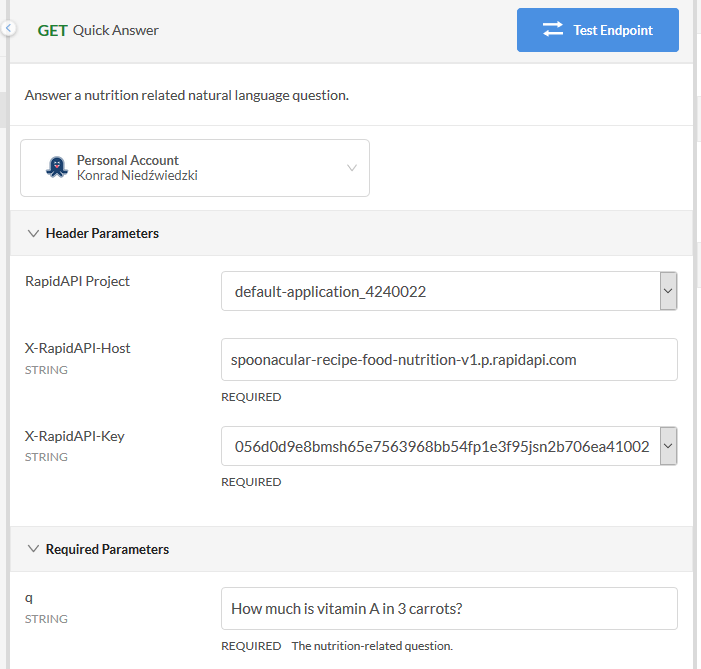 GET Quick Answer
Test Endpoint
Answer a nutrition related natural language question.
Personal Account
Konrad Niedźwiedzki
Header Parameters
RapidAPI Project
default-application_4240022
X-RapidAPI-Host
STRING
spoonacular-recipe-food-nutrition-v1.p.rapidapi.com
REQUIRED
X-RapidAPI-Key
STRING
056d0d9e8bmsh65e7563968bb54fp1e3f95jsn2b706ea41002
REQUIRED
Required Parameters
q
STRING
How much is vitamin A in 3 carrots?
REQUIRED The nutrition-related question.